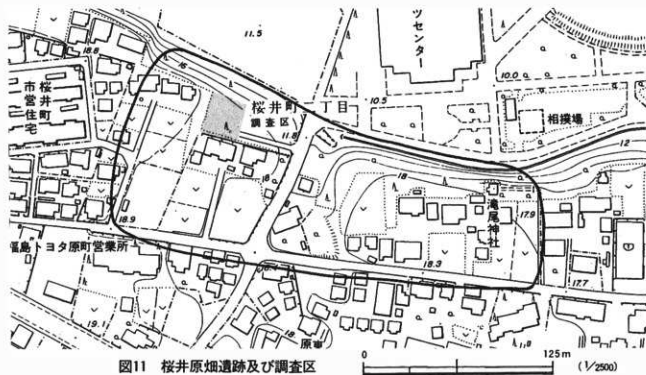 11.5
ツセンター
18.8
16
桜井町
市営住宅
桜井町一丁目
調査区
11.8
10.5
10.0
相撲場
12
18
18
滝尾神社
17.9
18.9
福島トヨタ原町営業所
18.3
17.7
19.1
18
原東
図11 桜井原畑遺跡及び調査区
0 125m (1/2500)